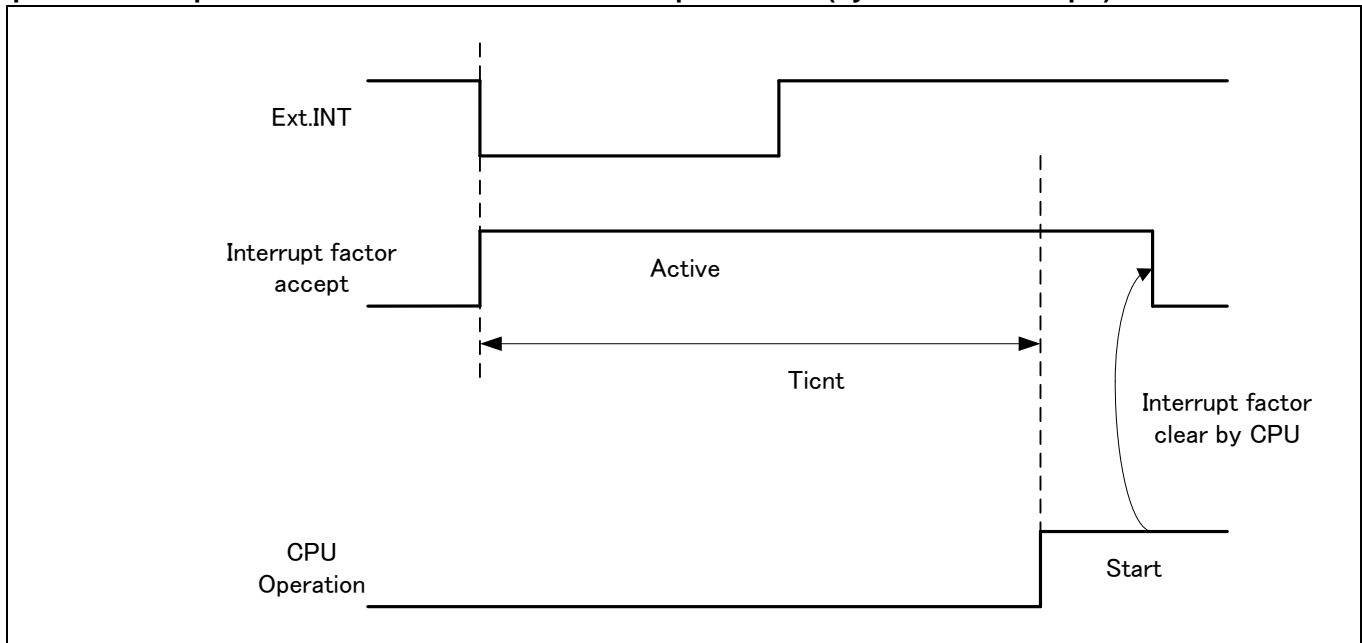 Ext.INT
Interrupt factor
accept
Active
Ticnt
Interrupt factor
clear by CPU
CPU
Operation
Start